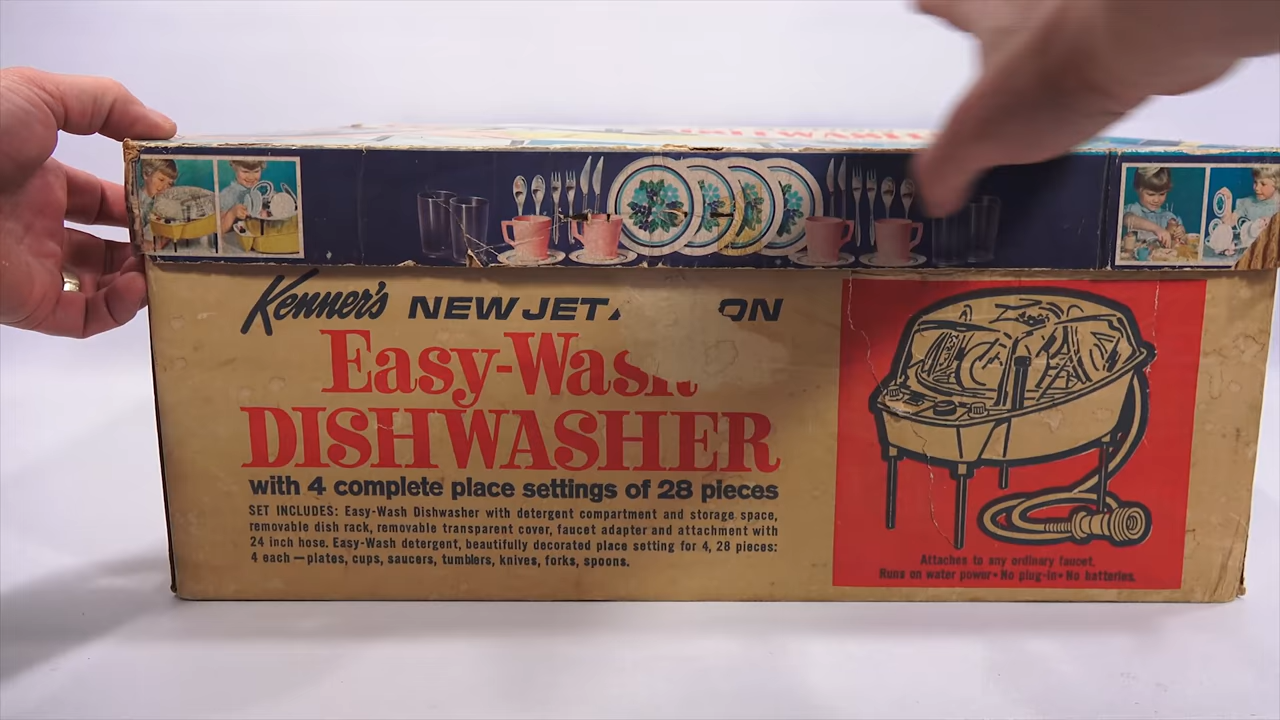 Kenner's NEW JET A ON
Easy-Wash
DISHWASHER
with 4 complete place settings of 28 pieces
SET INCLUDES: Easy-Wash Dishwasher with detergent compartment and storage space,
removable dish rack, removable transparent cover, faucet adapter and attachment with
24 inch hose. Easy-Wash detergent, beautifully decorated place setting for 4, 28 pieces:
4 each—plates, cups, saucers, tumblers, knives, forks, spoons.
Attaches to any ordinary faucet.
Runs on water power•No plug-in•No batteries.